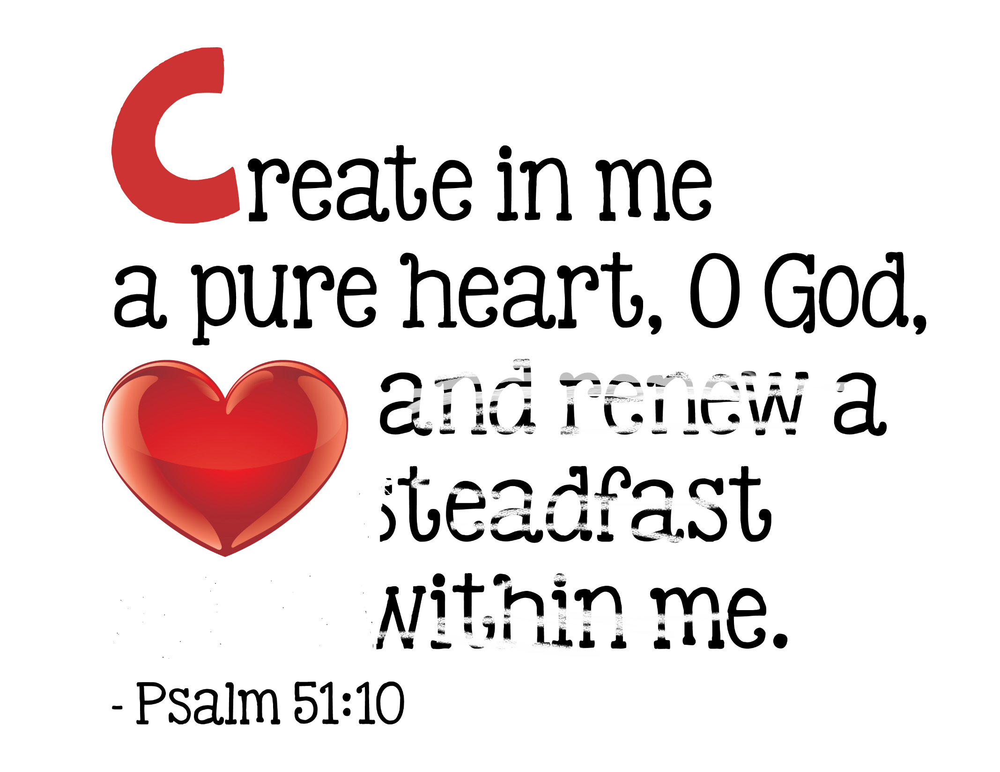 Create in me
a pure heart, O God,
and renew a
steadfast
within me.
- Psalm 51:10